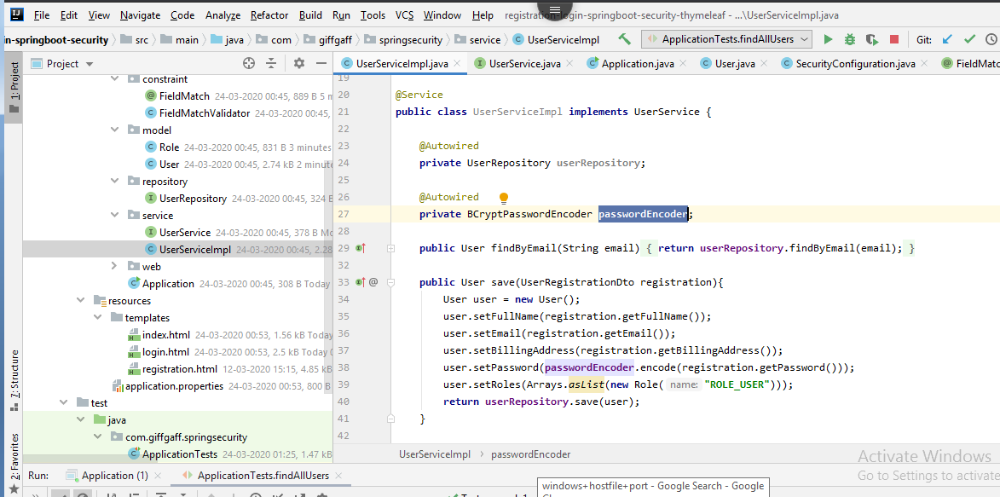 File Edit View Navigate Code Analyze Refactor Build Run Tools VCS Window Help registration-login-springboot-security-thymeleaf - ...\UserServiceImpl.java
in-springboot-security src main java com giffgaff springsecurity service UserServiceImpl ApplicationTests.findAllUsers Git:
1: Project
Project
UserServiceImpl.java UserService.java Application.java User.java SecurityConfiguration.java FieldMatc
constraint
FieldMatch 24-03-2020 00:45, 889 B 5 m
FieldMatchValidator 24-03-2020 00:45,
model
Role 24-03-2020 00:45, 831 B 3 minutes
User 24-03-2020 00:45, 2.74 kB 2 minute
repository
UserRepository 24-03-2020 00:45, 324 B
service
UserService 24-03-2020 00:45, 378 B Mo
UserServiceImpl 24-03-2020 00:45, 2.28
web
Application 24-03-2020 00:45, 308 B Today
resources
templates
index.html 24-03-2020 00:53, 1.56 kB Today
login.html 24-03-2020 00:53, 2.5 kB Today
registration.html 12-03-2020 15:15, 4.85 kB
application.properties 24-03-2020 00:53, 800 B
test
java
com.giffgaff.springsecurity
ApplicationTests 24-03-2020 01:25, 1.47 kB
7: Structure
2: Favorites
19
20 @Service
21 public class UserServiceImpl implements UserService {
22
23 @Autowired
24 private UserRepository userRepository;
25
26 @Autowired
27 private BCryptPasswordEncoder passwordEncoder;
28
29 public User findByEmail(String email) { return userRepository.findByEmail(email); }
32
33 @ public User save(UserRegistrationDto registration){
34 User user = new User();
35 user.setFullName(registration.getFullName());
36 user.setEmail(registration.getEmail());
37 user.setBillingAddress(registration.getBillingAddress());
38 user.setPassword(passwordEncoder.encode(registration.getPassword()));
39 user.setRoles(Arrays.asList(new Role( name: "ROLE_USER")));
40 return userRepository.save(user);
41 }
42
UserServiceImpl > passwordEncoder
Activate Windows
Go to Settings to activate
Run: Application (1) ApplicationTests.findAllUsers
windows+hostfile+port - Google Search - Google